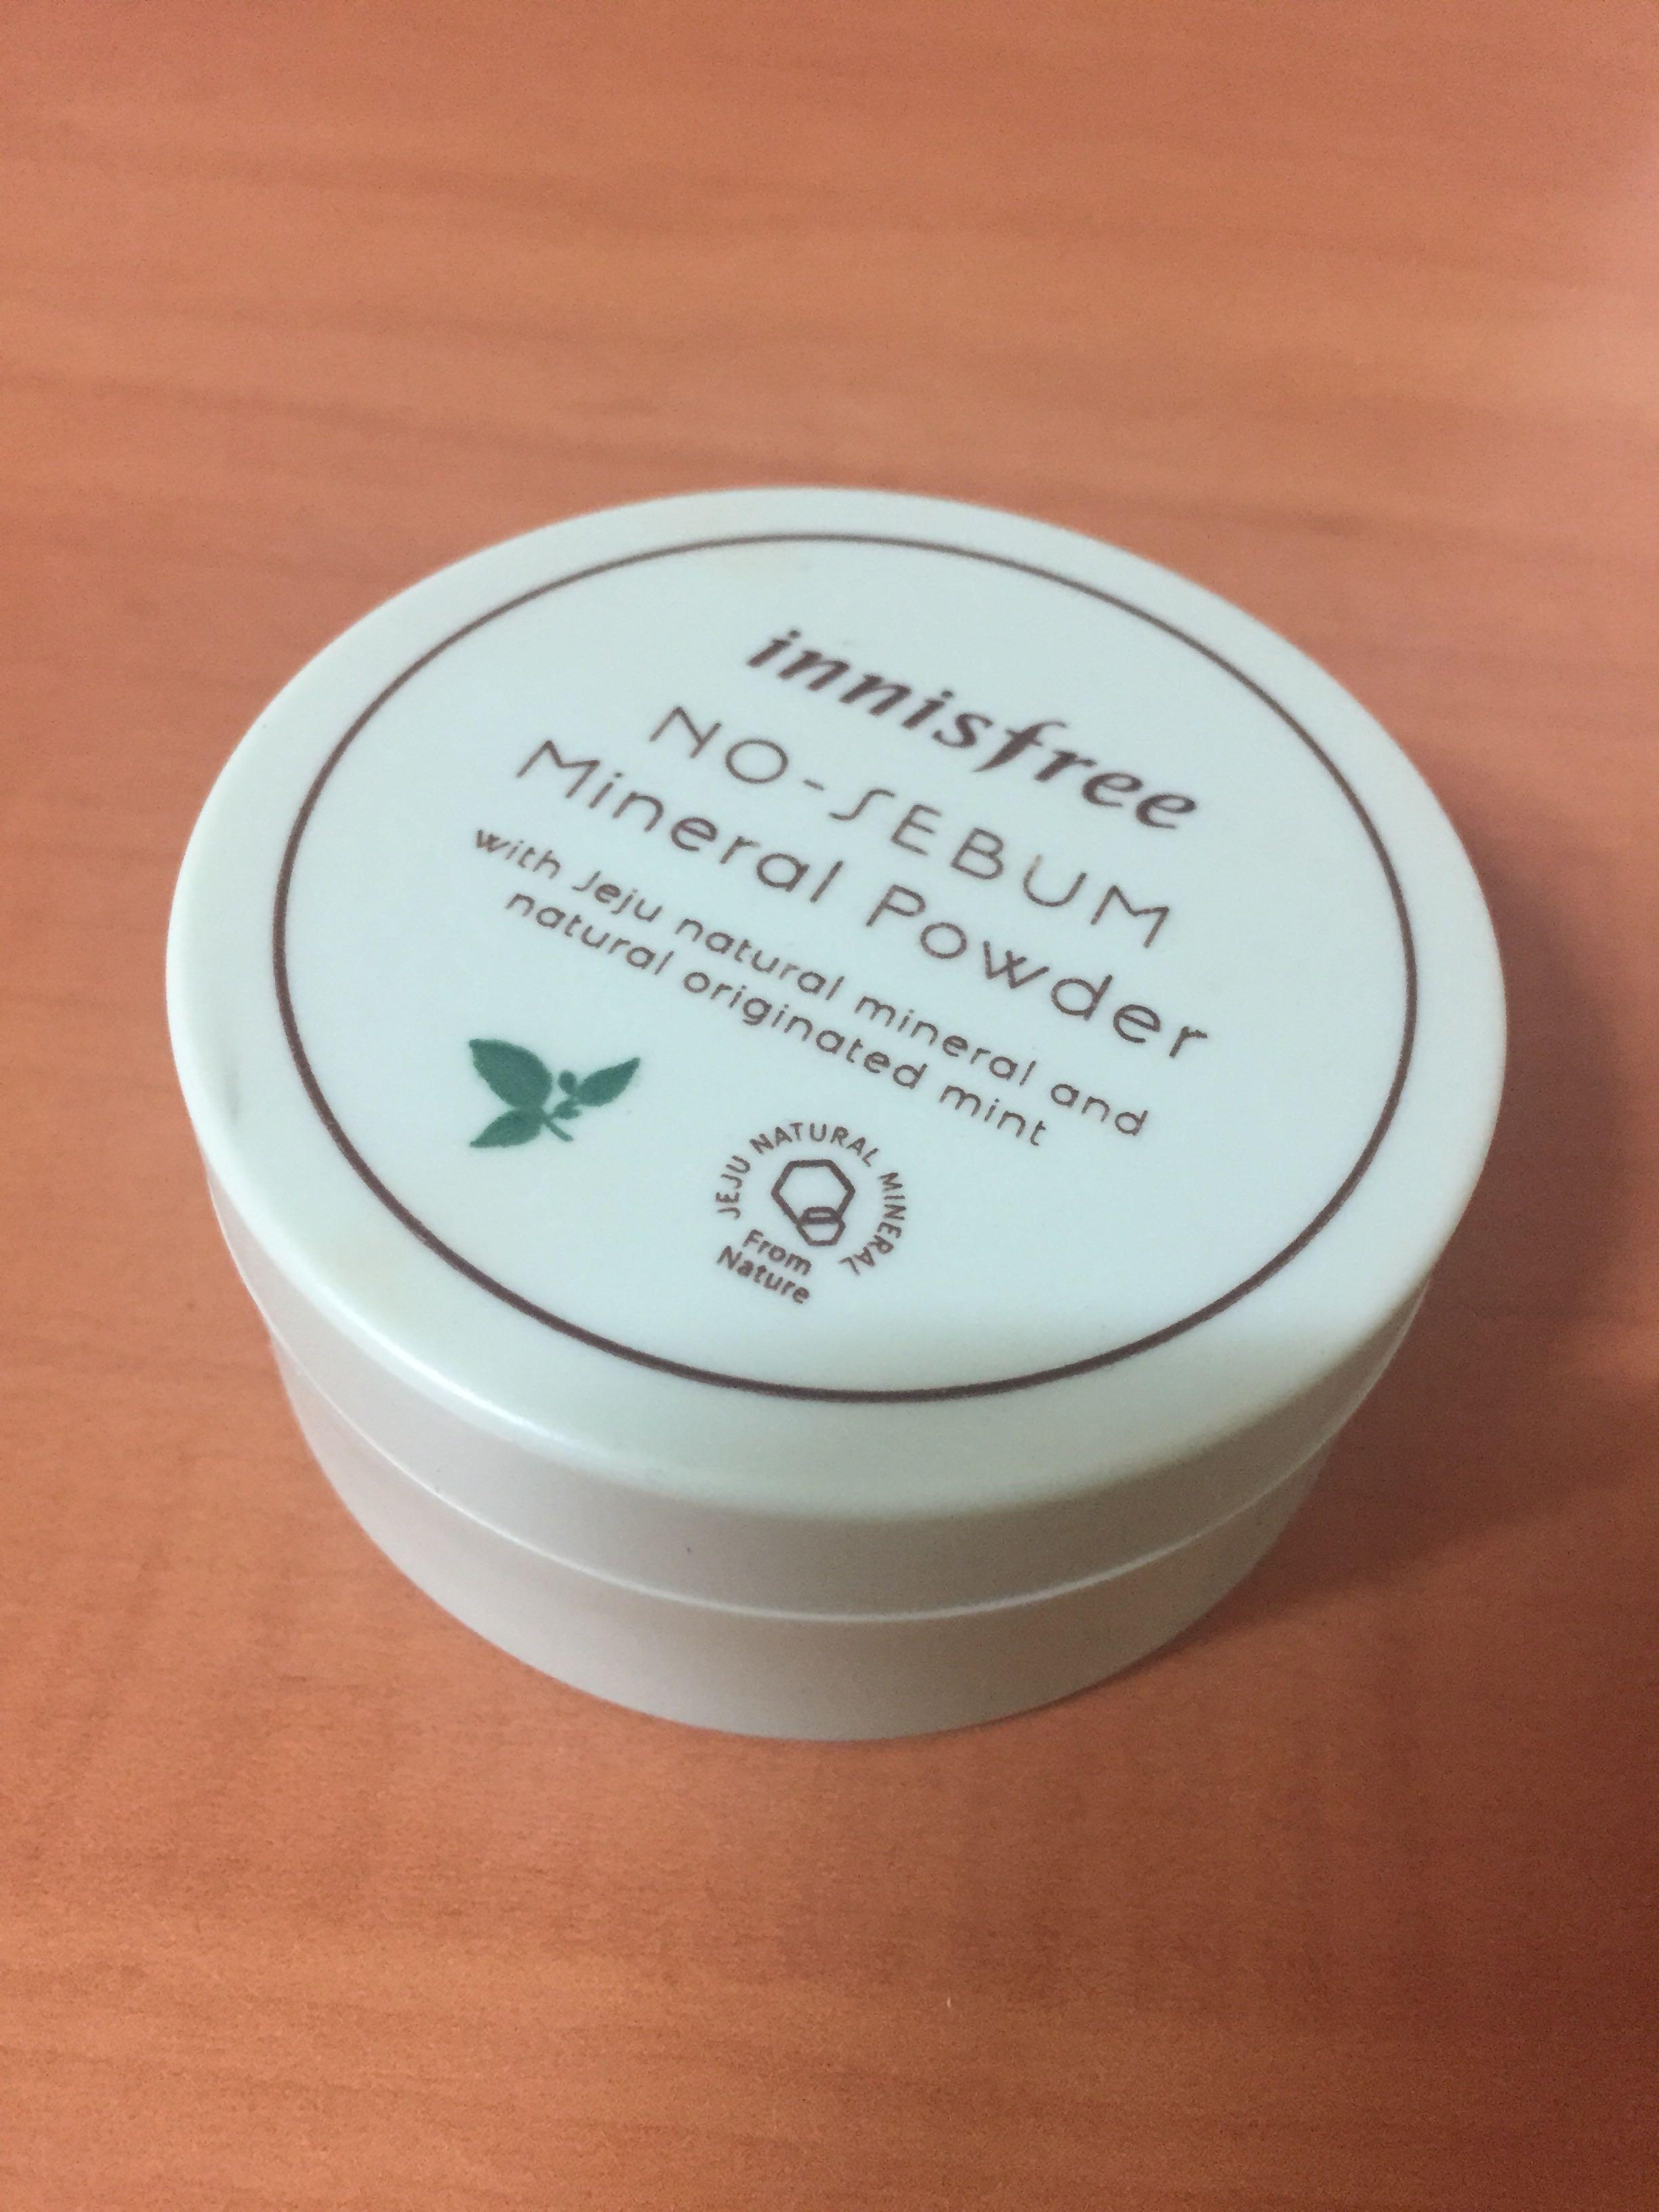 innisfree
NO-SEBUM
Mineral Powder
with Jeju natural mineral and
natural originated mint
JEJU NATURAL MINERAL
From
Nature